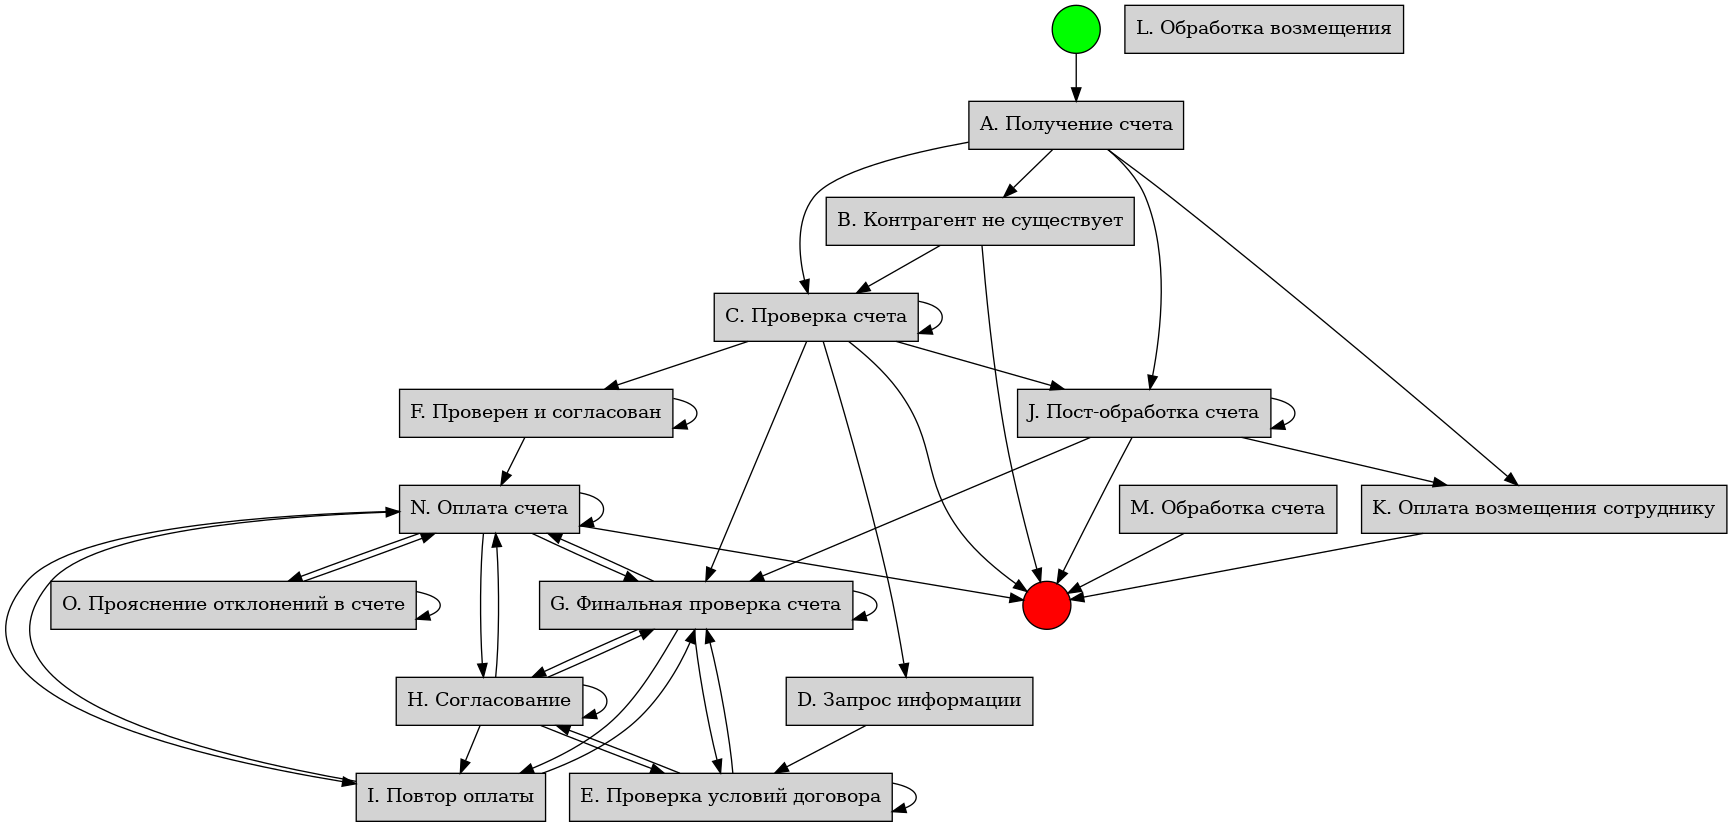 L. Обработка возмещения
A. Получение счета
B. Контрагент не существует
C. Проверка счета
F. Проверен и согласован
J. Пост-обработка счета
N. Оплата счета
M. Обработка счета
K. Оплата возмещения сотруднику
O. Прояснение отклонений в счете
G. Финальная проверка счета
H. Согласование
D. Запрос информации
I. Повтор оплаты
E. Проверка условий договора